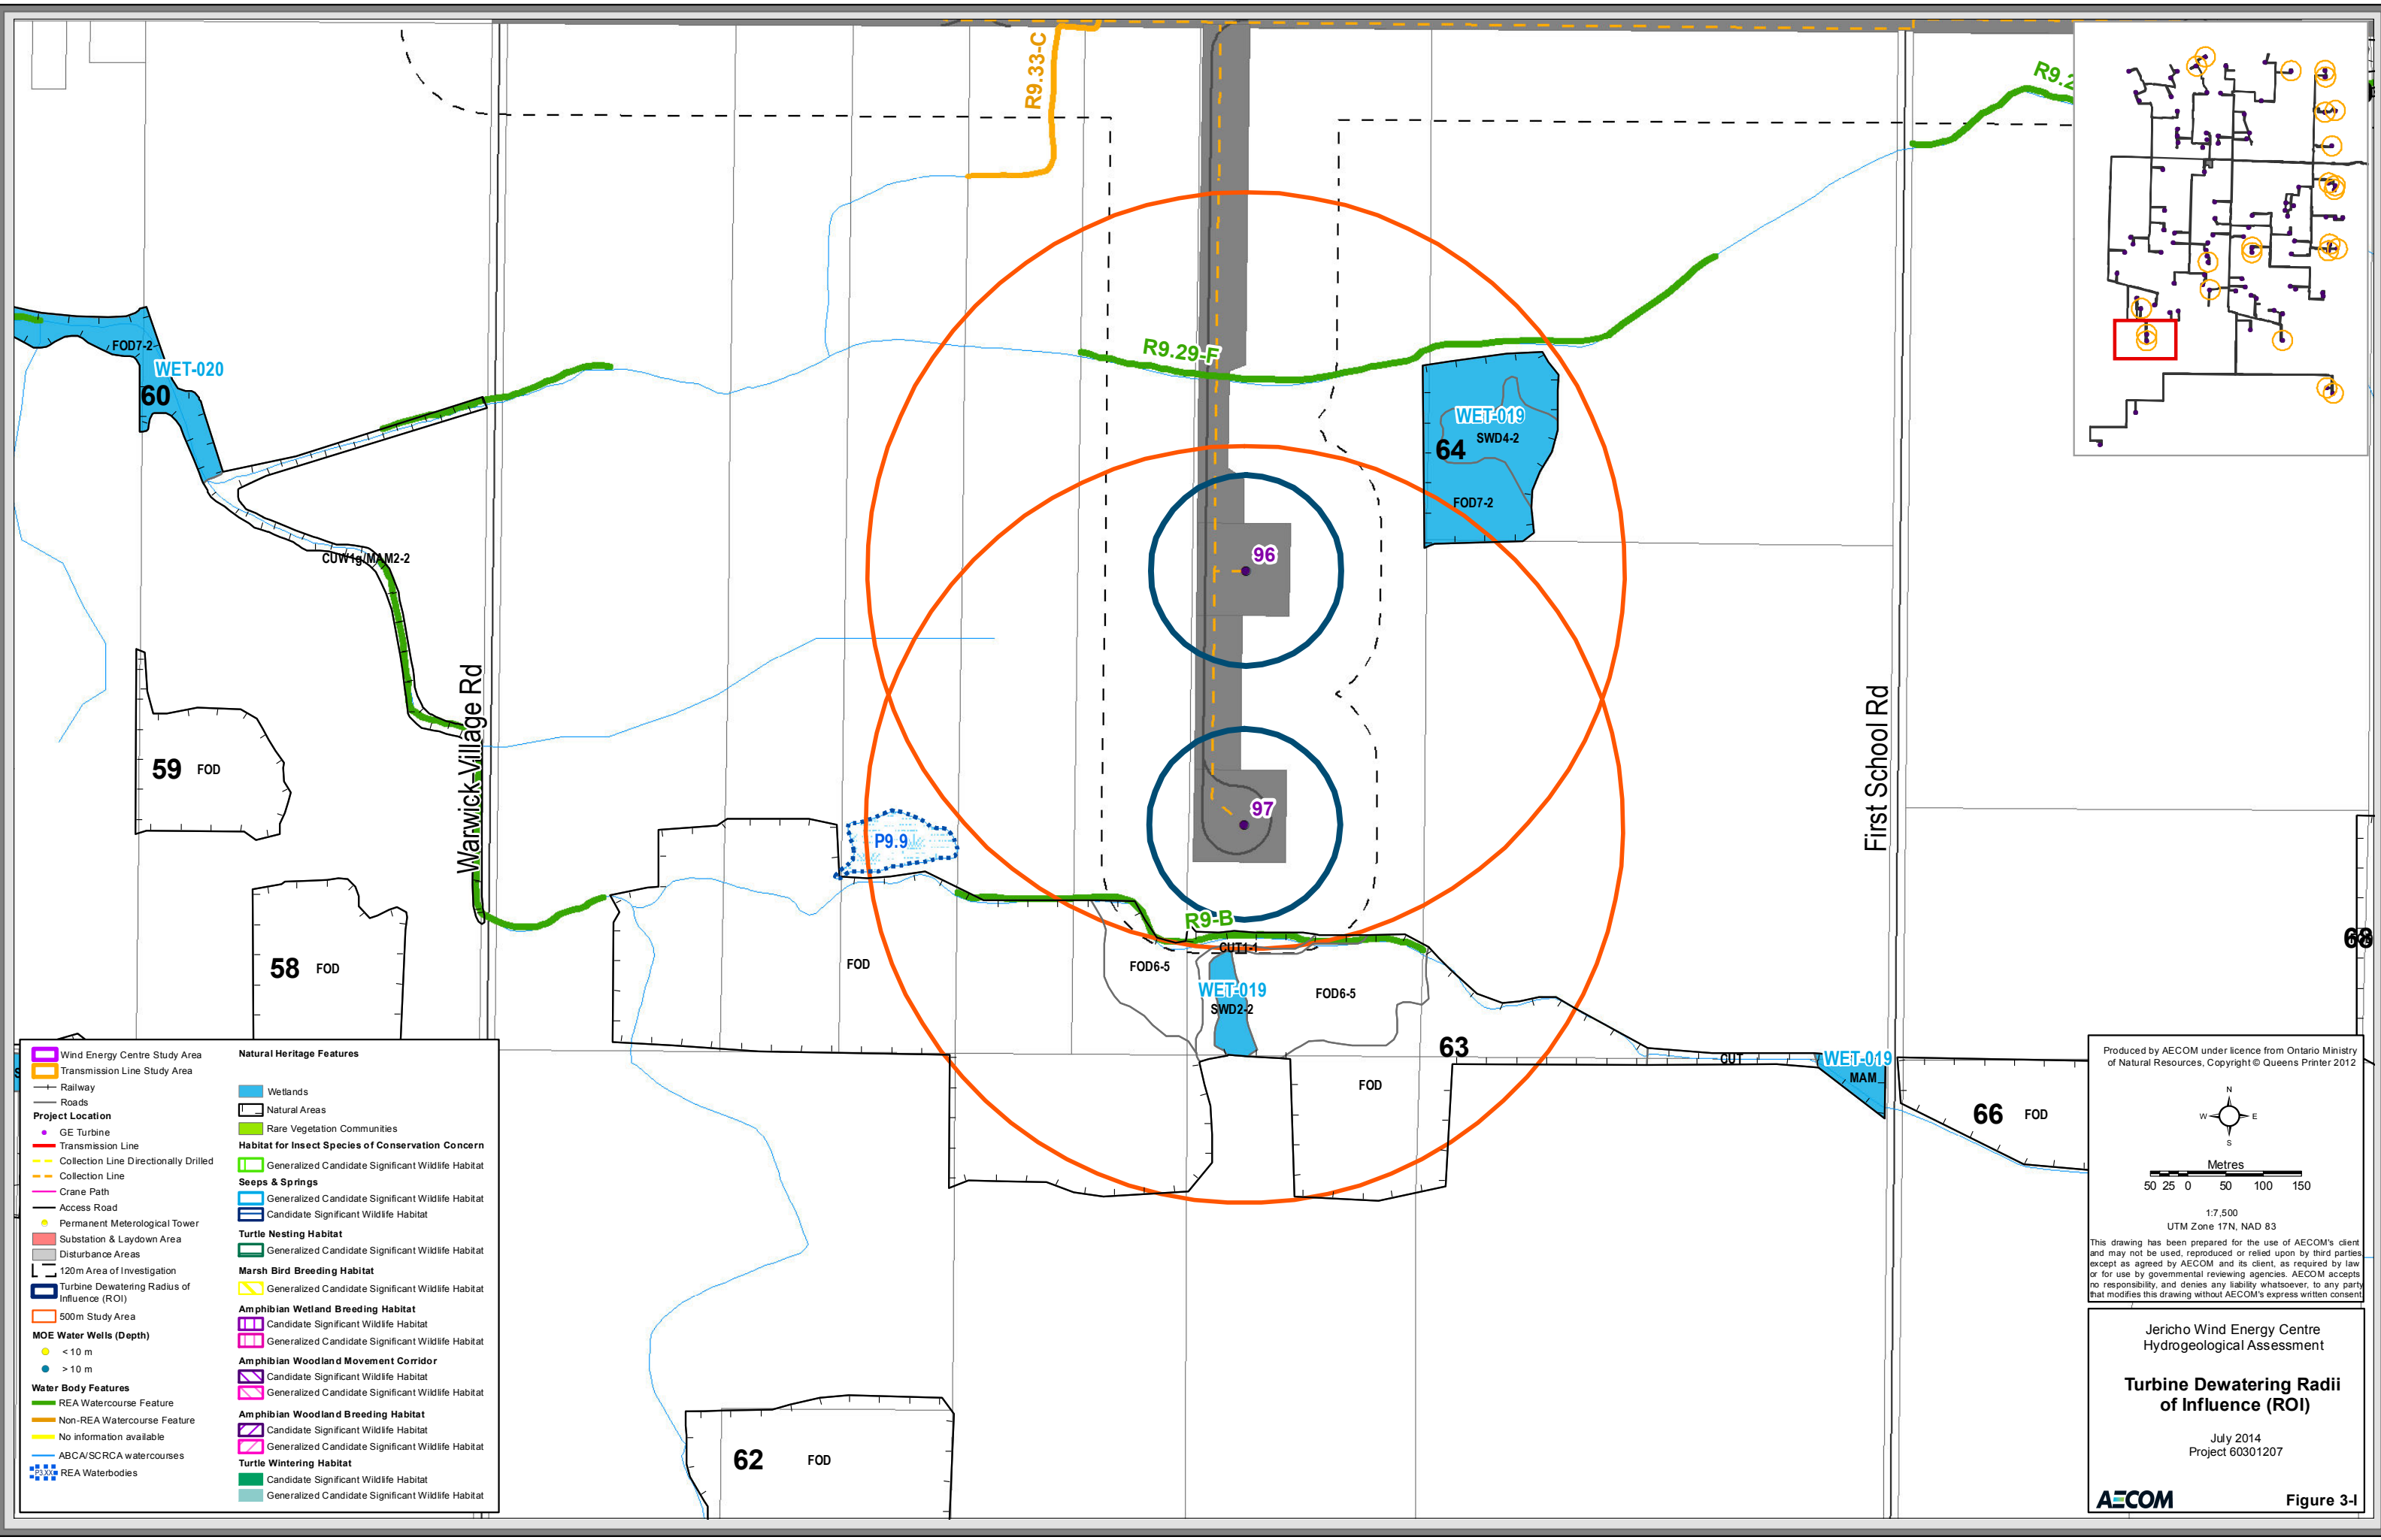 R9.33-C
R9.2
FOD7-2
WET-020
60
R9.29-F
WET-019
SWD4-2
64
FOD7-2
96
CUW1g/MAM2-2
59 FOD
Warwick-Village Rd
First School Rd
P9.9
97
58 FOD
R9-B
CUT1-1
FOD
FOD6-5
WET-019
SWD2-2
FOD6-5
63
FOD
CUT
WET-019
MAM
66 FOD
68
62 FOD
Wind Energy Centre Study Area
Transmission Line Study Area
Railway
Roads
Project Location
GE Turbine
Transmission Line
Collection Line Directionally Drilled
Collection Line
Crane Path
Access Road
Permanent Meterological Tower
Substation & Laydown Area
Disturbance Areas
120m Area of Investigation
Turbine Dewatering Radius of
Influence (ROI)
500m Study Area
MOE Water Wells (Depth)
< 10 m
> 10 m
Water Body Features
REA Watercourse Feature
Non-REA Watercourse Feature
No information available
ABCA/SCRCA watercourses
P3.XX REA Waterbodies
Natural Heritage Features
Wetlands
Natural Areas
Rare Vegetation Communities
Habitat for Insect Species of Conservation Concern
Generalized Candidate Significant Wildlife Habitat
Seeps & Springs
Generalized Candidate Significant Wildlife Habitat
Candidate Significant Wildlife Habitat
Turtle Nesting Habitat
Generalized Candidate Significant Wildlife Habitat
Marsh Bird Breeding Habitat
Generalized Candidate Significant Wildlife Habitat
Amphibian Wetland Breeding Habitat
Candidate Significant Wildlife Habitat
Generalized Candidate Significant Wildlife Habitat
Amphibian Woodland Movement Corridor
Candidate Significant Wildlife Habitat
Generalized Candidate Significant Wildlife Habitat
Amphibian Woodland Breeding Habitat
Candidate Significant Wildlife Habitat
Generalized Candidate Significant Wildlife Habitat
Turtle Wintering Habitat
Candidate Significant Wildlife Habitat
Generalized Candidate Significant Wildlife Habitat
Produced by AECOM under licence from Ontario Ministry
of Natural Resources, Copyright © Queens Printer 2012
N
W E
S
Metres
50 25 0 50 100 150
1:7,500
UTM Zone 17N, NAD 83
This drawing has been prepared for the use of AECOM's client
and may not be used, reproduced or relied upon by third parties,
except as agreed by AECOM and its client, as required by law
or for use by governmental reviewing agencies. AECOM accepts
no responsibility, and denies any liability whatsoever, to any party
that modifies this drawing without AECOM's express written consent.
Jericho Wind Energy Centre
Hydrogeological Assessment
Turbine Dewatering Radii
of Influence (ROI)
July 2014
Project 60301207
AECOM
Figure 3-I